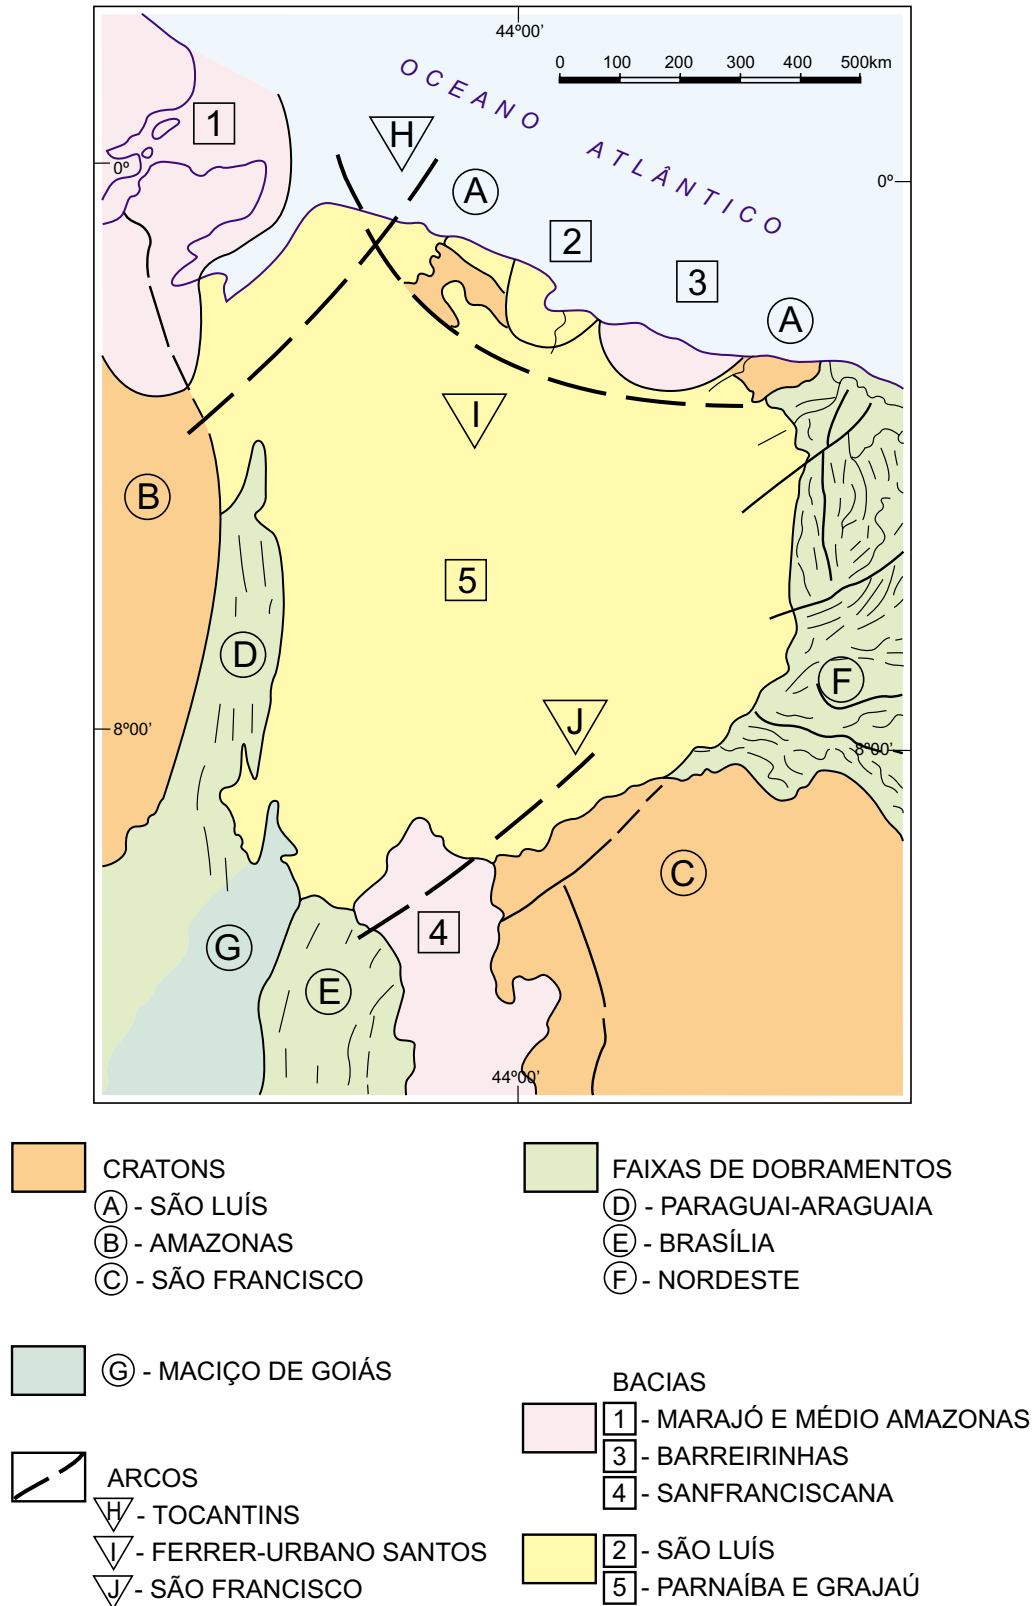 44º00'
0 100 200 300 400 500km
OCEANO ATLÂNTICO
H
1
A
0º
0º
2
3
A
I
B
5
D
F
J
8º00'
8º00'
C
4
G
E
44º00'
CRATONS
A - SÃO LUÍS
B - AMAZONAS
C - SÃO FRANCISCO
FAIXAS DE DOBRAMENTOS
D - PARAGUAI-ARAGUAIA
E - BRASÍLIA
F - NORDESTE
G - MACIÇO DE GOIÁS
BACIAS
1 - MARAJÓ E MÉDIO AMAZONAS
3 - BARREIRINHAS
4 - SANFRANCISCANA
ARCOS
H - TOCANTINS
I - FERRER-URBANO SANTOS
J - SÃO FRANCISCO
2 - SÃO LUÍS
5 - PARNAÍBA E GRAJAÚ